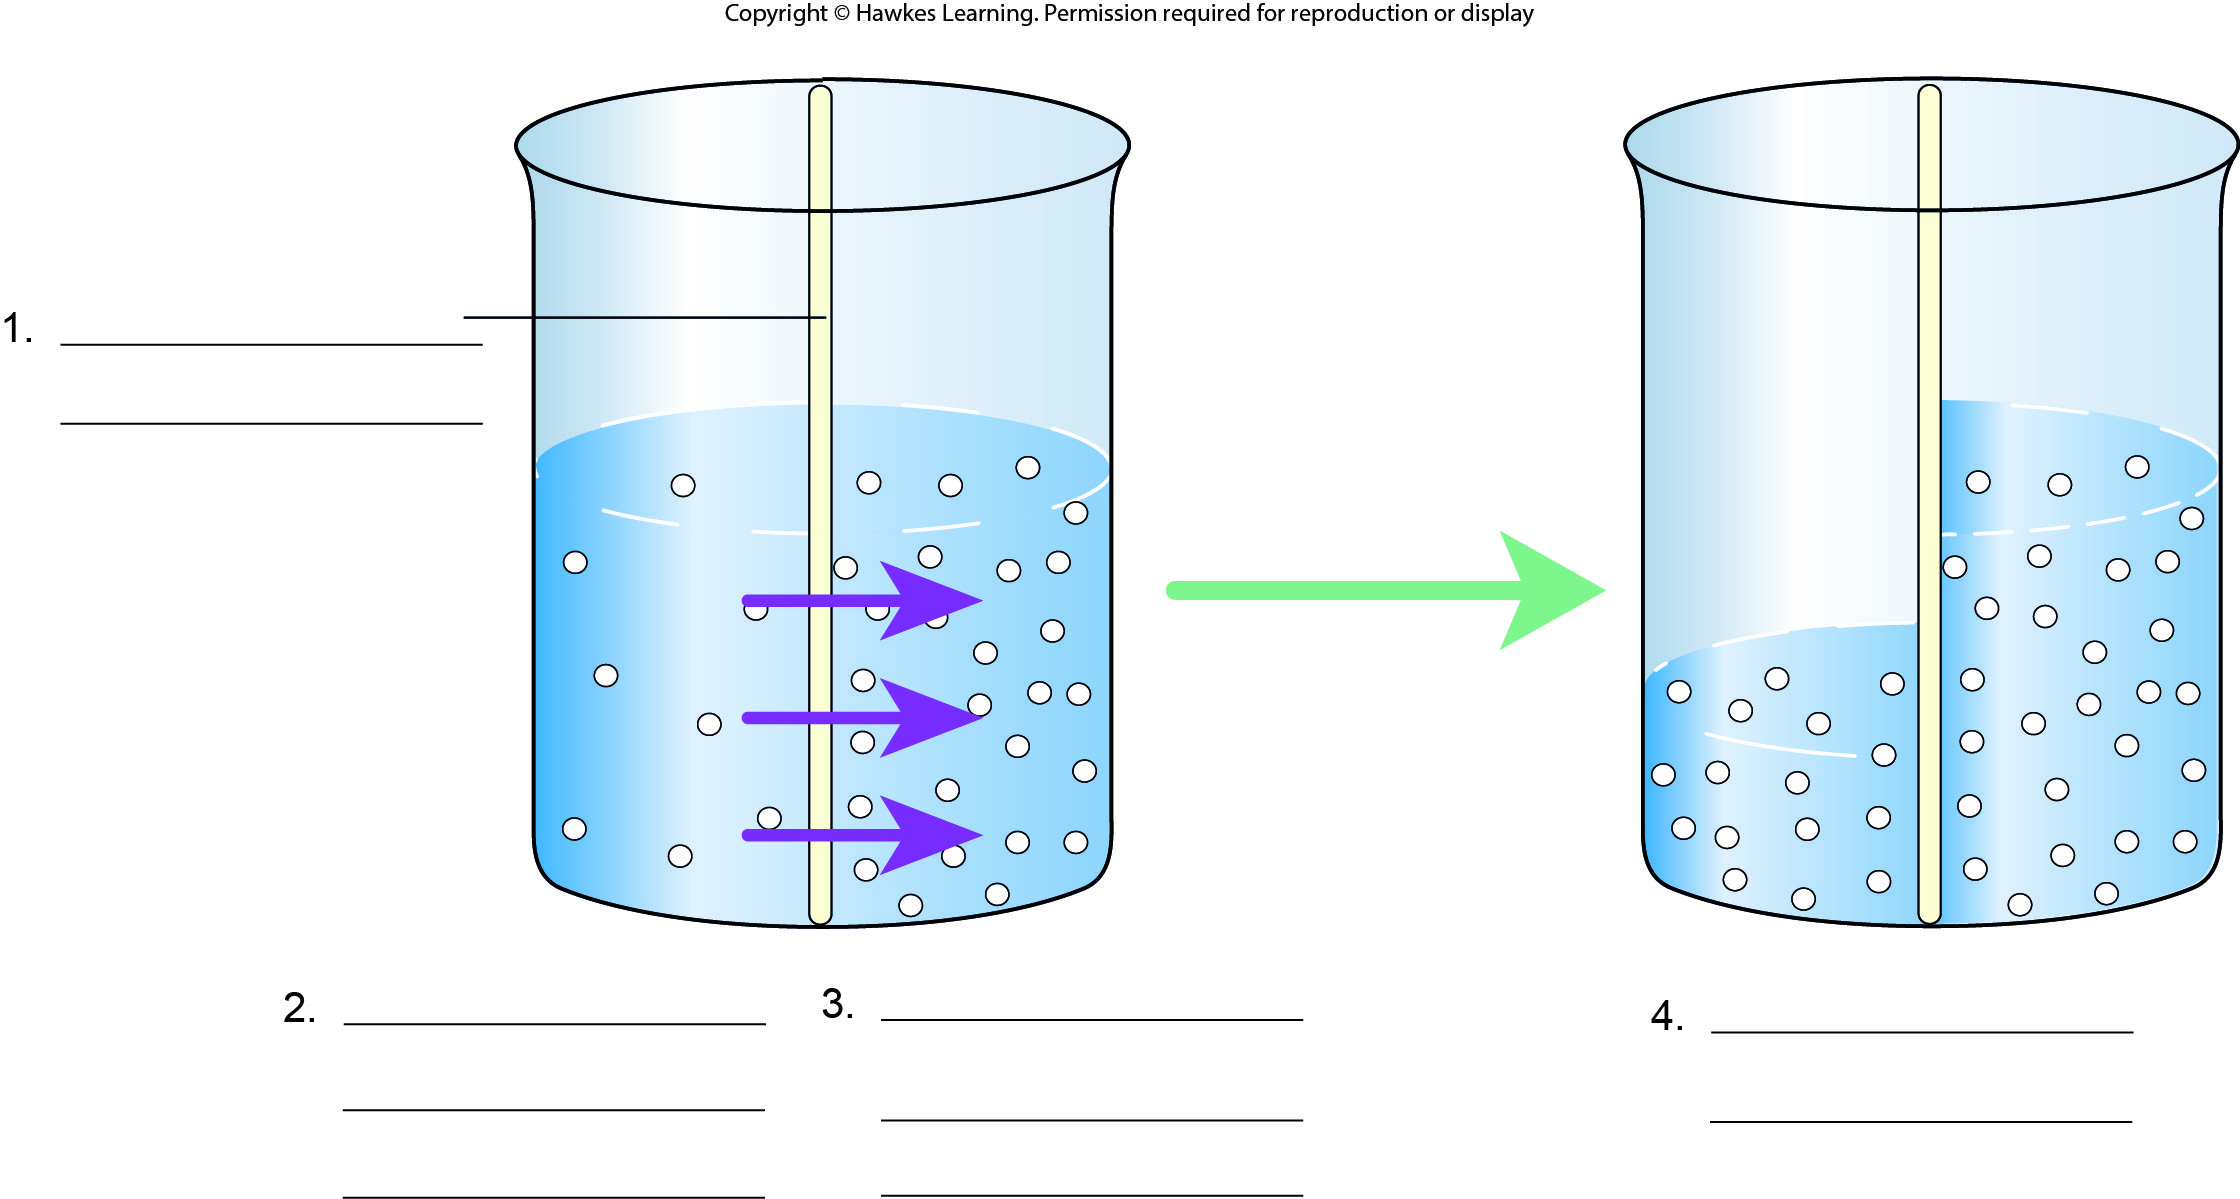 Copyright © Hawkes Learning. Permission required for reproduction or display
1.
2.
3.
4.